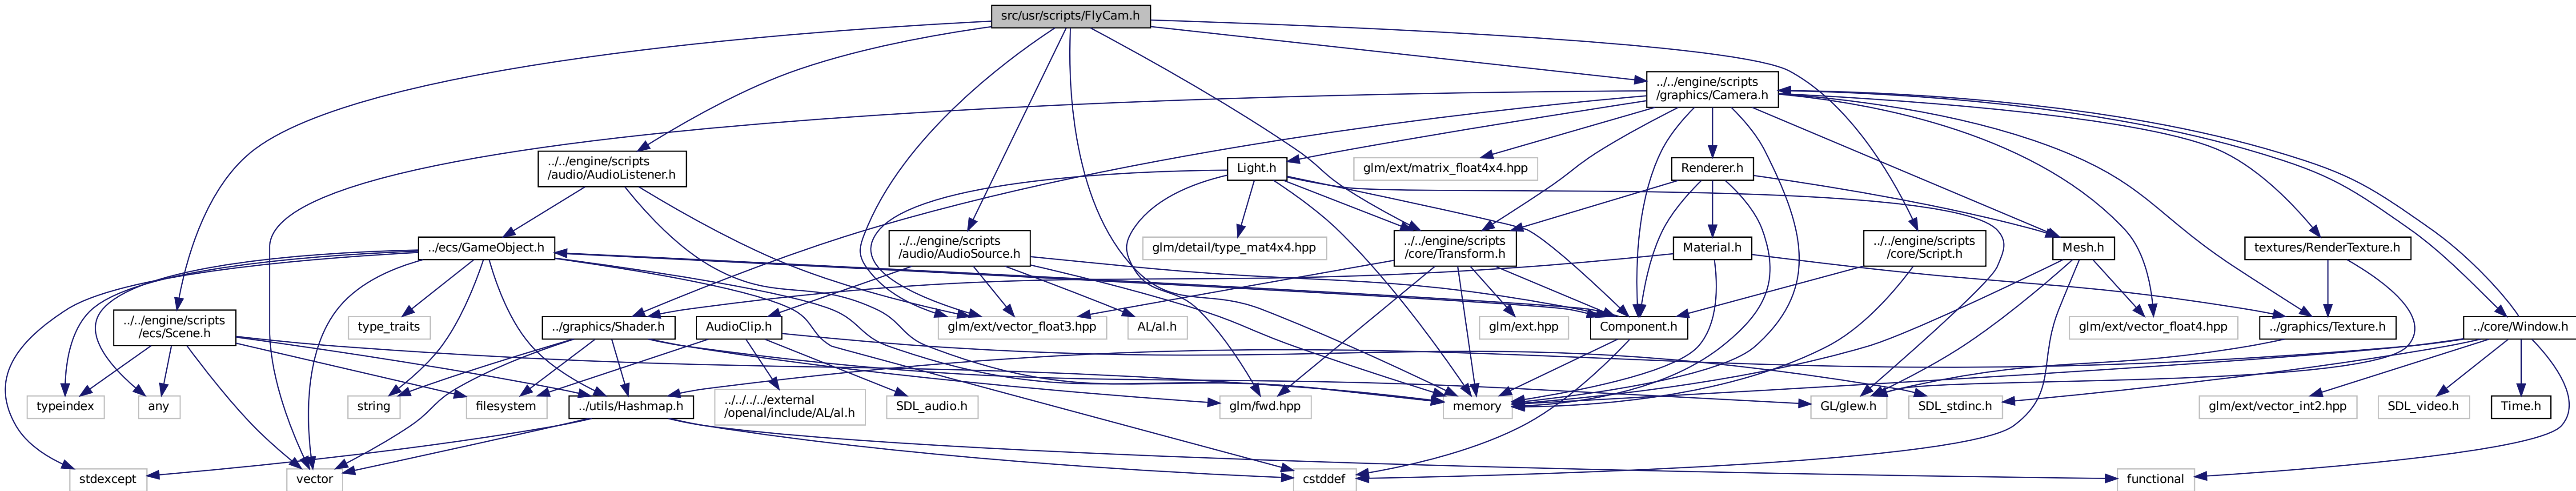 src/usr/scripts/FlyCam.h
../../engine/scripts
/graphics/Camera.h
../../engine/scripts
/audio/AudioListener.h
Light.h
glm/ext/matrix_float4x4.hpp
Renderer.h
../ecs/GameObject.h
../../engine/scripts
/audio/AudioSource.h
glm/detail/type_mat4x4.hpp
../../engine/scripts
/core/Transform.h
Material.h
../../engine/scripts
/core/Script.h
Mesh.h
textures/RenderTexture.h
../../engine/scripts
/ecs/Scene.h
type_traits
../graphics/Shader.h
AudioClip.h
glm/ext/vector_float3.hpp
AL/al.h
glm/ext.hpp
Component.h
glm/ext/vector_float4.hpp
../graphics/Texture.h
../core/Window.h
typeindex
any
string
filesystem
../utils/Hashmap.h
../../../../external
/openal/include/AL/al.h
SDL_audio.h
glm/fwd.hpp
memory
GL/glew.h
SDL_stdinc.h
glm/ext/vector_int2.hpp
SDL_video.h
Time.h
stdexcept
vector
cstddef
functional